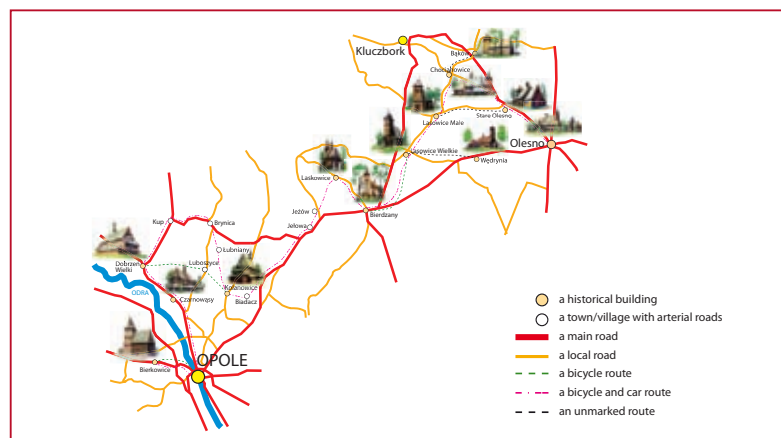 Kluczbork
Bąków
Chocianowice
Lasowice Małe
Stare Olesno
Olesno
Lasowice Wielkie
Wędrynia
Laskowice
Bierdzany
Jeżów
Jełowa
Kup
Brynica
Łubniany
Dobrzeń
Wielki
Luboszyce
Kolanowice
Biadacz
Czarnowąsy
ODRA
OPOLE
Bierkowice
a historical building
a town/village with arterial roads
a main road
a local road
a bicycle route
a bicycle and car route
an unmarked route